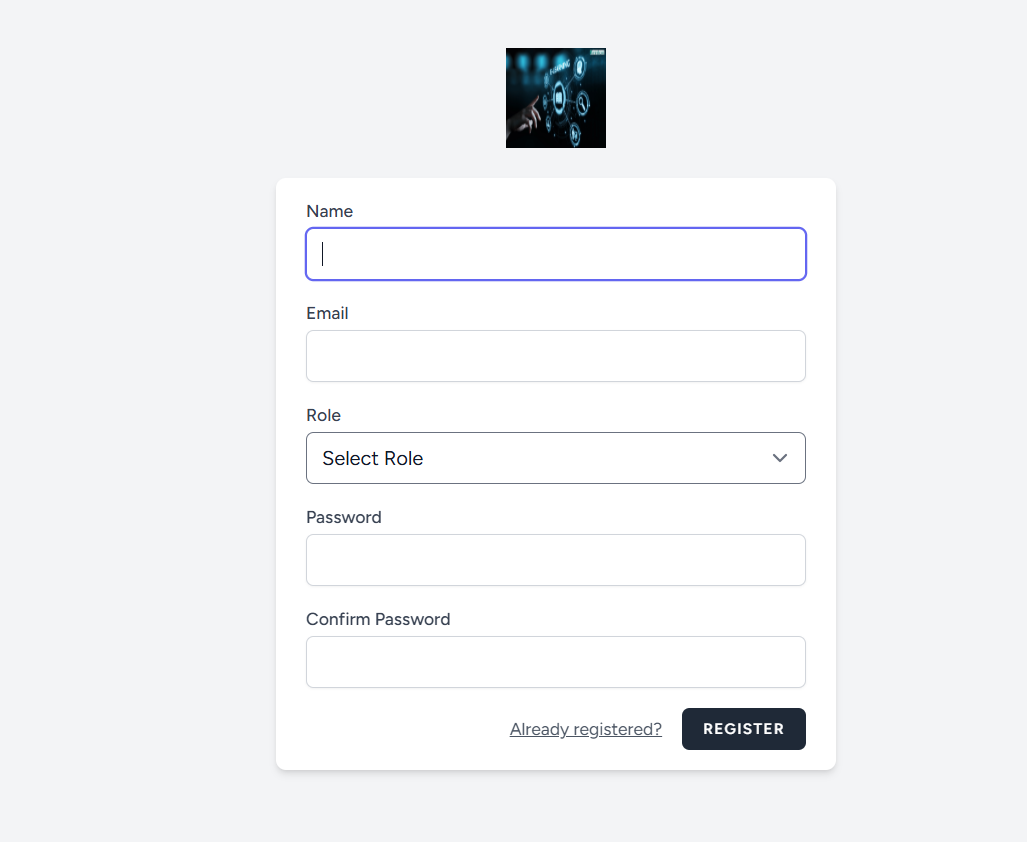 Name
Email
Role
Select Role
Password
Confirm Password
Already registered?
REGISTER